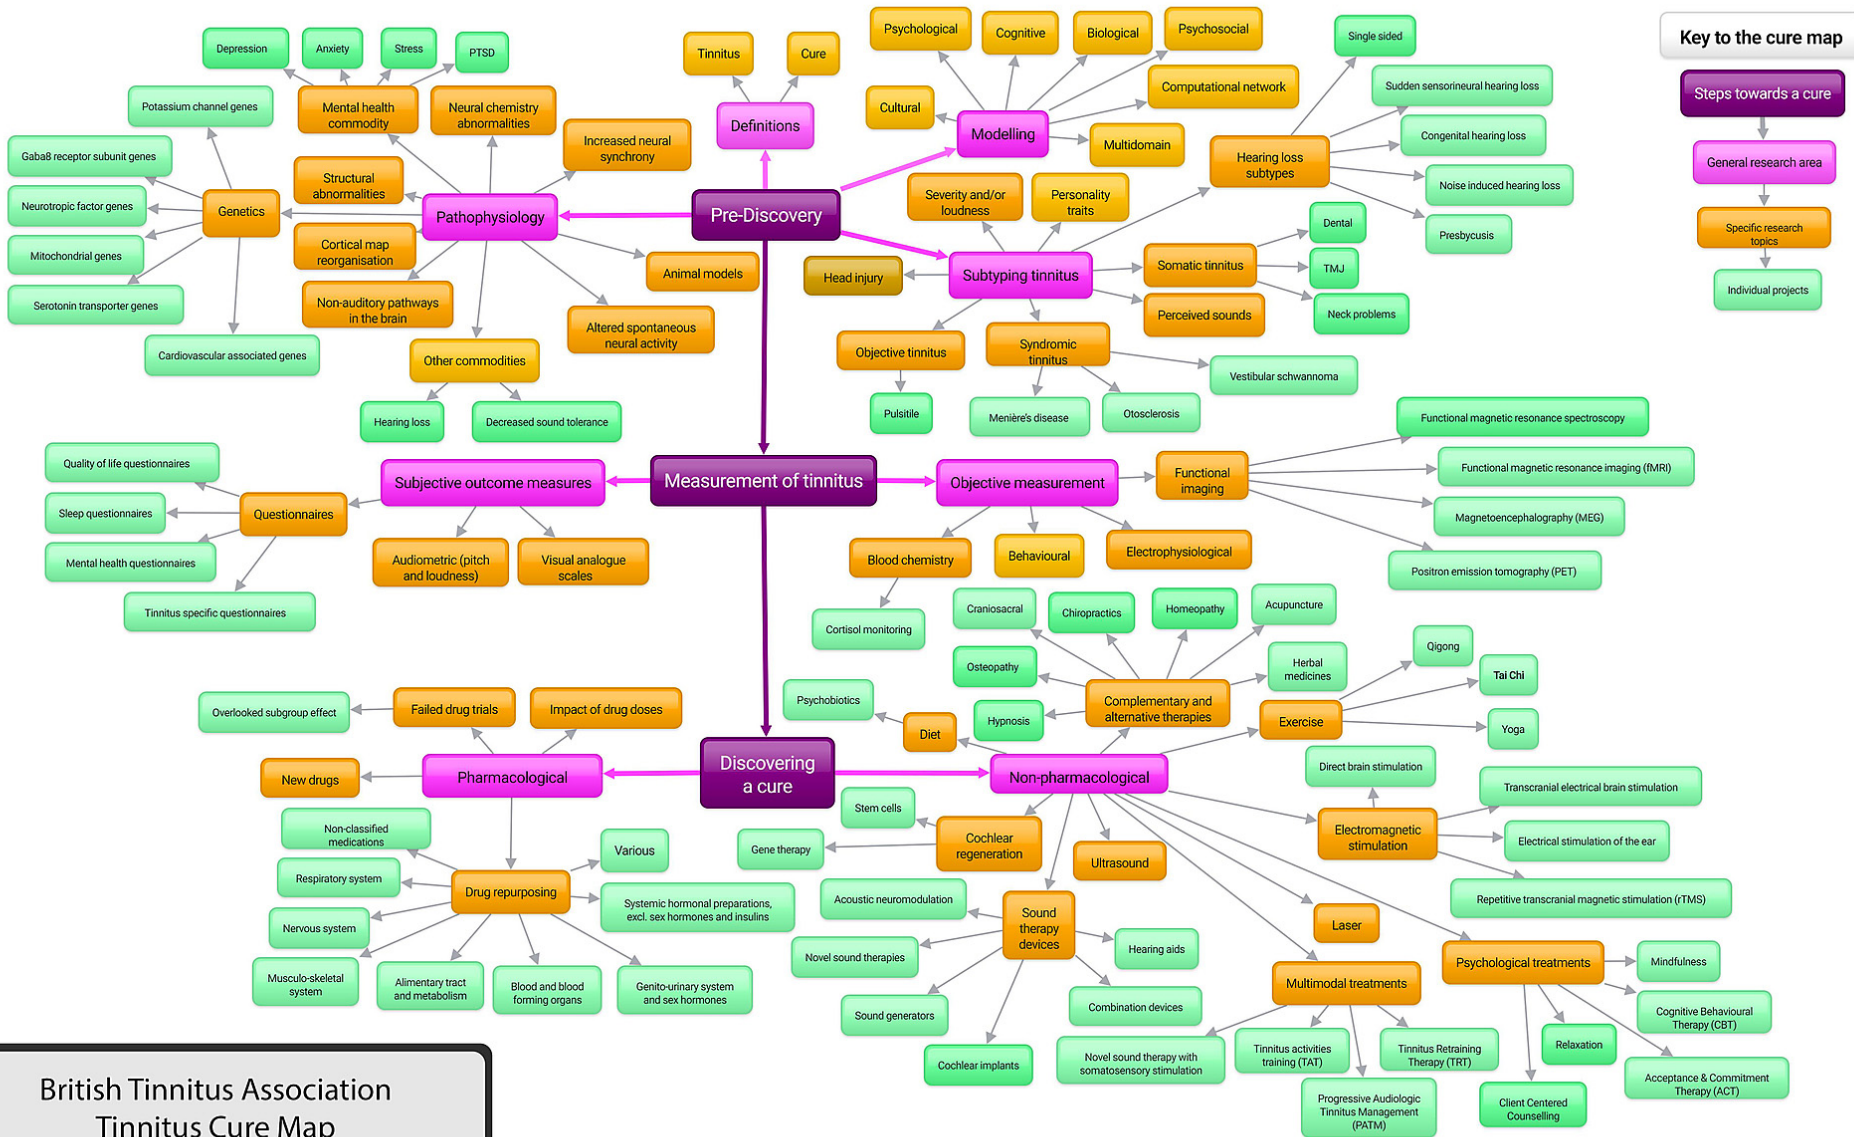 Key to the cure map
Steps towards a cure
General research area
Specific research
topics
Individual projects
Pre-Discovery
Definitions
Tinnitus
Cure
Modelling
Psychological
Cognitive
Biological
Psychosocial
Computational network
Cultural
Multidomain
Pathophysiology
Mental health
commodity
Depression
Anxiety
Stress
PTSD
Neural chemistry
abnormalities
Increased neural
synchrony
Structural
abnormalities
Cortical map
reorganisation
Non-auditory pathways
in the brain
Animal models
Altered spontaneous
neural activity
Other commodities
Hearing loss
Decreased sound tolerance
Genetics
Potassium channel genes
Gaba8 receptor subunit genes
Neurotropic factor genes
Mitochondrial genes
Serotonin transporter genes
Cardiovascular associated genes
Subtyping tinnitus
Severity and/or
loudness
Personality
traits
Head injury
Hearing loss
subtypes
Single sided
Sudden sensorineural hearing loss
Congenital hearing loss
Noise induced hearing loss
Presbycusis
Somatic tinnitus
Dental
TMJ
Neck problems
Perceived sounds
Objective tinnitus
Pulsitile
Syndromic
tinnitus
Menière's disease
Otosclerosis
Vestibular schwannoma
Measurement of tinnitus
Subjective outcome measures
Questionnaires
Quality of life questionnaires
Sleep questionnaires
Mental health questionnaires
Tinnitus specific questionnaires
Audiometric (pitch
and loudness)
Visual analogue
scales
Objective measurement
Functional
imaging
Functional magnetic resonance spectroscopy
Functional magnetic resonance imaging (fMRI)
Magnetoencephalography (MEG)
Positron emission tomography (PET)
Blood chemistry
Cortisol monitoring
Behavioural
Electrophysiological
Discovering
a cure
Pharmacological
Failed drug trials
Overlooked subgroup effect
Impact of drug doses
New drugs
Drug repurposing
Non-classified
medications
Respiratory system
Nervous system
Musculo-skeletal
system
Alimentary tract
and metabolism
Blood and blood
forming organs
Genito-urinary system
and sex hormones
Systemic hormonal preparations,
excl. sex hormones and insulins
Various
Non-pharmacological
Diet
Psychobiotics
Complementary and
alternative therapies
Craniosacral
Chiropractics
Homeopathy
Acupuncture
Osteopathy
Herbal
medicines
Hypnosis
Exercise
Qigong
Tai Chi
Yoga
Electromagnetic
stimulation
Direct brain stimulation
Transcranial electrical brain stimulation
Electrical stimulation of the ear
Repetitive transcranial magnetic stimulation (rTMS)
Cochlear
regeneration
Stem cells
Gene therapy
Ultrasound
Sound
therapy
devices
Acoustic neuromodulation
Novel sound therapies
Sound generators
Cochlear implants
Hearing aids
Combination devices
Laser
Multimodal treatments
Novel sound therapy with
somatosensory stimulation
Tinnitus activities
training (TAT)
Progressive Audiologic
Tinnitus Management
(PATM)
Tinnitus Retraining
Therapy (TRT)
Psychological treatments
Mindfulness
Cognitive Behavioural
Therapy (CBT)
Relaxation
Acceptance & Commitment
Therapy (ACT)
Client Centered
Counselling
British Tinnitus Association
Tinnitus Cure Map